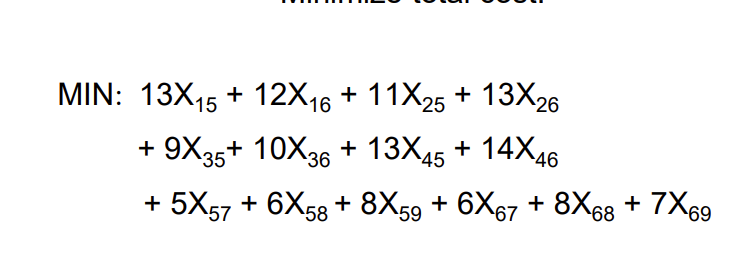 MIN: 13X₁₅ + 12X₁₆ + 11X₂₅ + 13X₂₆
+ 9X₃₅+ 10X₃₆ + 13X₄₅ + 14X₄₆
+ 5X₅₇ + 6X₅₈ + 8X₅₉ + 6X₆₇ + 8X₆₈ + 7X₆₉